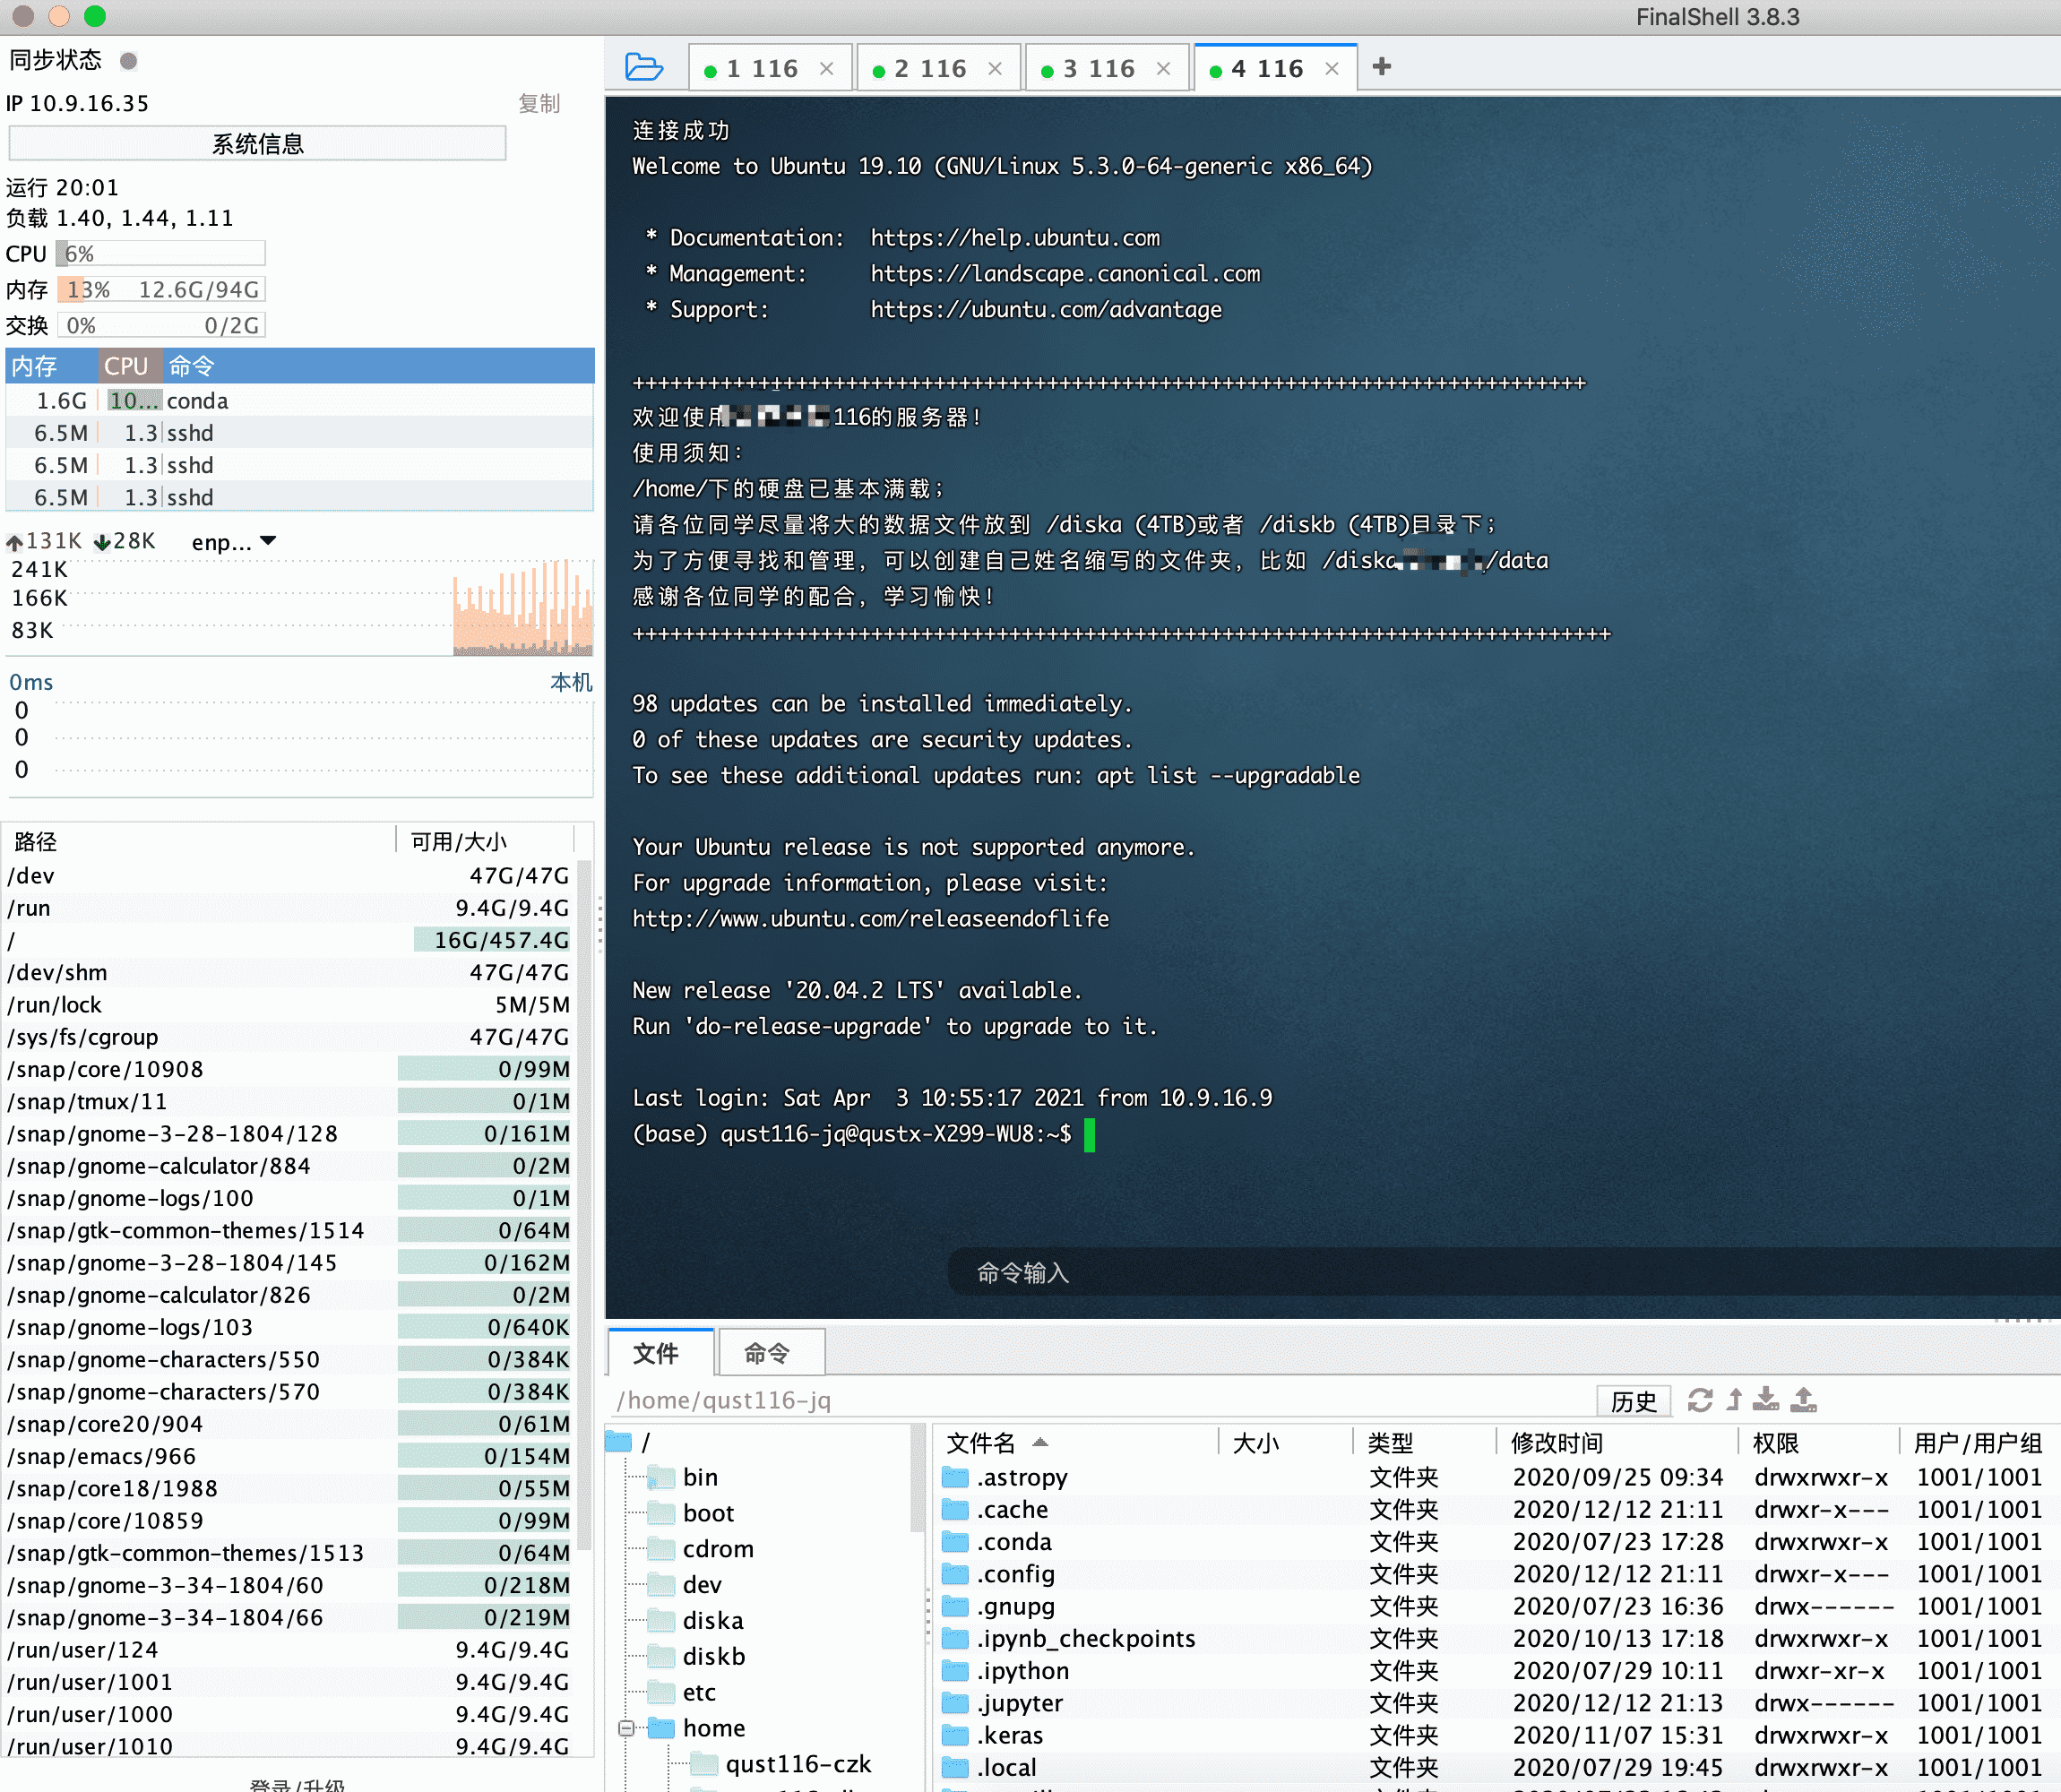 FinalShell 3.8.3
同步状态
IP 10.9.16.35 复制
系统信息
运行 20:01
负载 1.40, 1.44, 1.11
CPU 6%
内存 13% 12.6G/94G
交换 0% 0/2G
内存 CPU 命令
1.6G 10... conda
6.5M 1.3 sshd
6.5M 1.3 sshd
6.5M 1.3 sshd
131K 28K enp...
241K
166K
83K
0ms 本机
0
0
0
路径 可用/大小
/dev 47G/47G
/run 9.4G/9.4G
/ 16G/457.4G
/dev/shm 47G/47G
/run/lock 5M/5M
/sys/fs/cgroup 47G/47G
/snap/core/10908 0/99M
/snap/tmux/11 0/1M
/snap/gnome-3-28-1804/128 0/161M
/snap/gnome-calculator/884 0/2M
/snap/gnome-logs/100 0/1M
/snap/gtk-common-themes/1514 0/64M
/snap/gnome-3-28-1804/145 0/162M
/snap/gnome-calculator/826 0/2M
/snap/gnome-logs/103 0/640K
/snap/gnome-characters/550 0/384K
/snap/gnome-characters/570 0/384K
/snap/core20/904 0/61M
/snap/emacs/966 0/154M
/snap/core18/1988 0/55M
/snap/core/10859 0/99M
/snap/gtk-common-themes/1513 0/64M
/snap/gnome-3-34-1804/60 0/218M
/snap/gnome-3-34-1804/66 0/219M
/run/user/124 9.4G/9.4G
/run/user/1001 9.4G/9.4G
/run/user/1000 9.4G/9.4G
/run/user/1010 9.4G/9.4G
登录/升级
1 116 × 2 116 × 3 116 × 4 116 × +
连接成功
Welcome to Ubuntu 19.10 (GNU/Linux 5.3.0-64-generic x86_64)
* Documentation: https://help.ubuntu.com
* Management: https://landscape.canonical.com
* Support: https://ubuntu.com/advantage
++++++++++++++++++++++++++++++++++++++++++++++++++++++++++++++++++++++++++++
欢迎使用 116的服务器!
使用须知:
/home/下的硬盘已基本满载;
请各位同学尽量将大的数据文件放到 /diska (4TB)或者 /diskb (4TB)目录下;
为了方便寻找和管理, 可以创建自己姓名缩写的文件夹, 比如 /diska /data
感谢各位同学的配合, 学习愉快!
++++++++++++++++++++++++++++++++++++++++++++++++++++++++++++++++++++++++++++++
98 updates can be installed immediately.
0 of these updates are security updates.
To see these additional updates run: apt list --upgradable
Your Ubuntu release is not supported anymore.
For upgrade information, please visit:
http://www.ubuntu.com/releaseendoflife
New release '20.04.2 LTS' available.
Run 'do-release-upgrade' to upgrade to it.
Last login: Sat Apr  3 10:55:17 2021 from 10.9.16.9
(base) qust116-jq@qustx-X299-WU8:~$
命令输入
文件 命令
/home/qust116-jq 历史
/
bin
boot
cdrom
dev
diska
diskb
etc
home
qust116-czk
文件名 大小 类型 修改时间 权限 用户/用户组
.astropy 文件夹 2020/09/25 09:34 drwxrwxr-x 1001/1001
.cache 文件夹 2020/12/12 21:11 drwxr-x--- 1001/1001
.conda 文件夹 2020/07/23 17:28 drwxrwxr-x 1001/1001
.config 文件夹 2020/12/12 21:11 drwxr-x--- 1001/1001
.gnupg 文件夹 2020/07/23 16:36 drwx------ 1001/1001
.ipynb_checkpoints 文件夹 2020/10/13 17:18 drwxrwxr-x 1001/1001
.ipython 文件夹 2020/07/29 10:11 drwxr-xr-x 1001/1001
.jupyter 文件夹 2020/12/12 21:13 drwx------ 1001/1001
.keras 文件夹 2020/11/07 15:31 drwxrwxr-x 1001/1001
.local 文件夹 2020/07/29 19:45 drwxrwxr-x 1001/1001